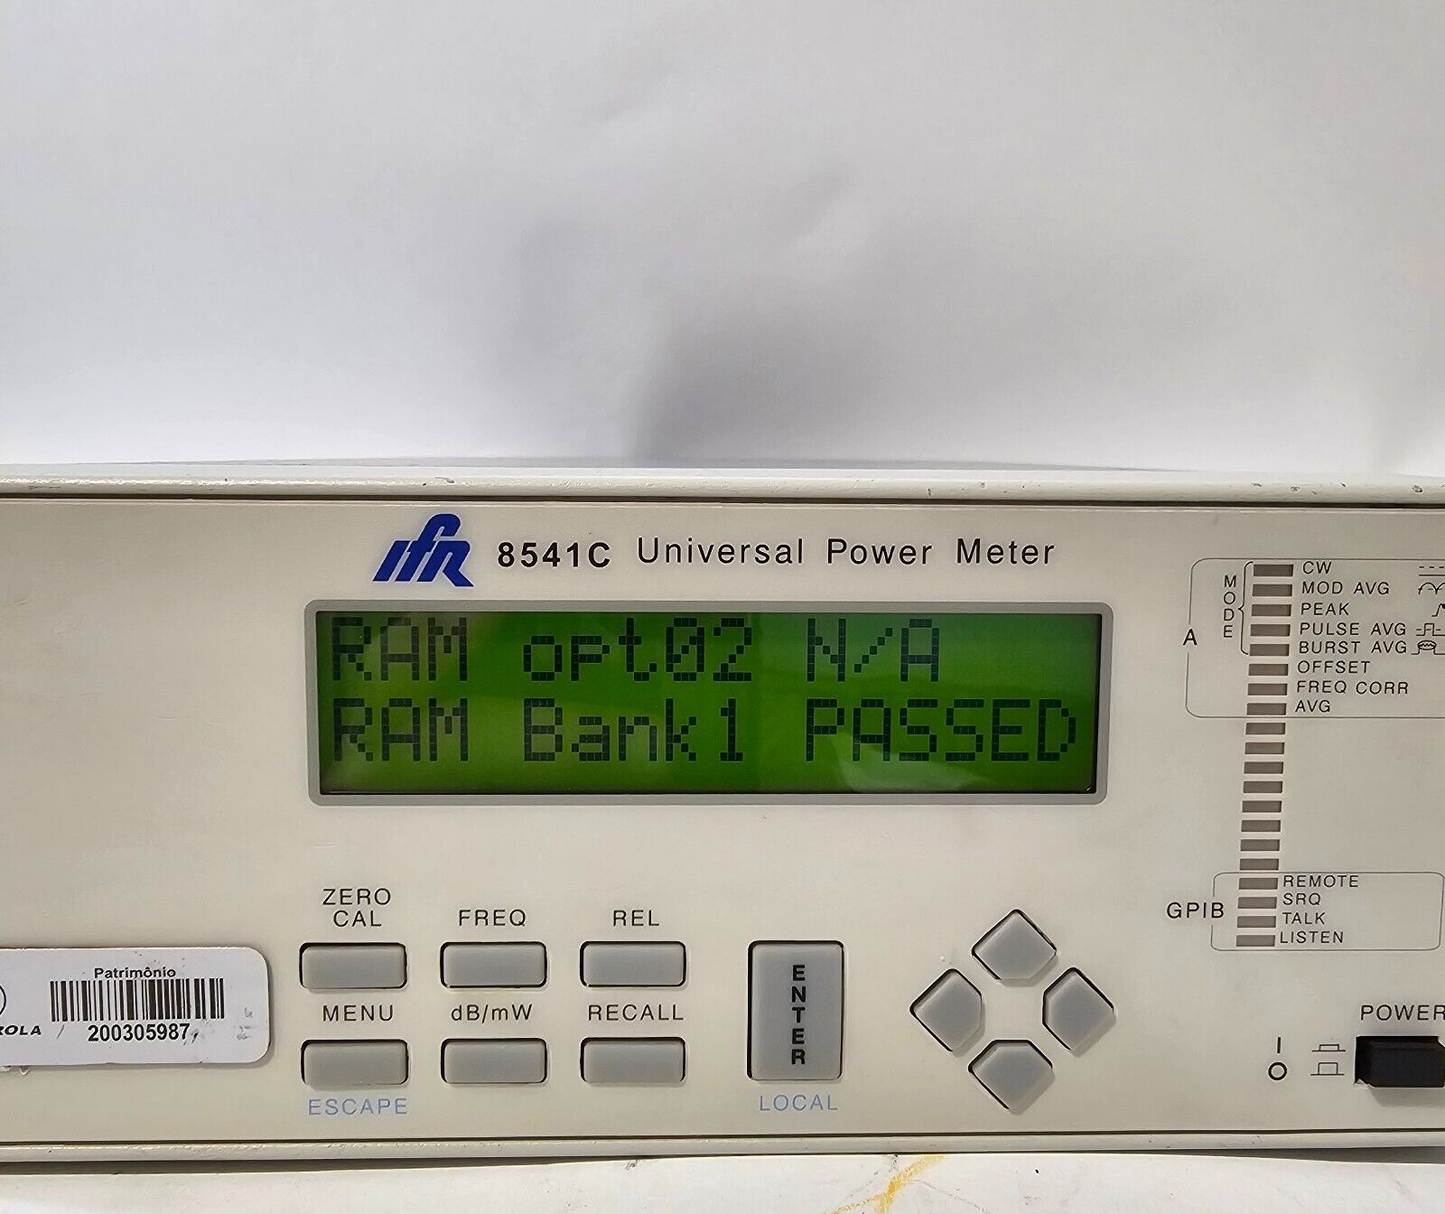 IFR 8541C Universal Power Meter
RAM opt02 N/A
RAM Bank1 PASSED
MODE
A
CW
MOD AVG
PEAK
PULSE AVG
BURST AVG
OFFSET
FREQ CORR
AVG
GPIB
REMOTE
SRQ
TALK
LISTEN
ZERO
CAL
FREQ
REL
MENU
dB/mW
RECALL
ESCAPE
ENTER
LOCAL
POWER
I
O
Patrimônio
200305987